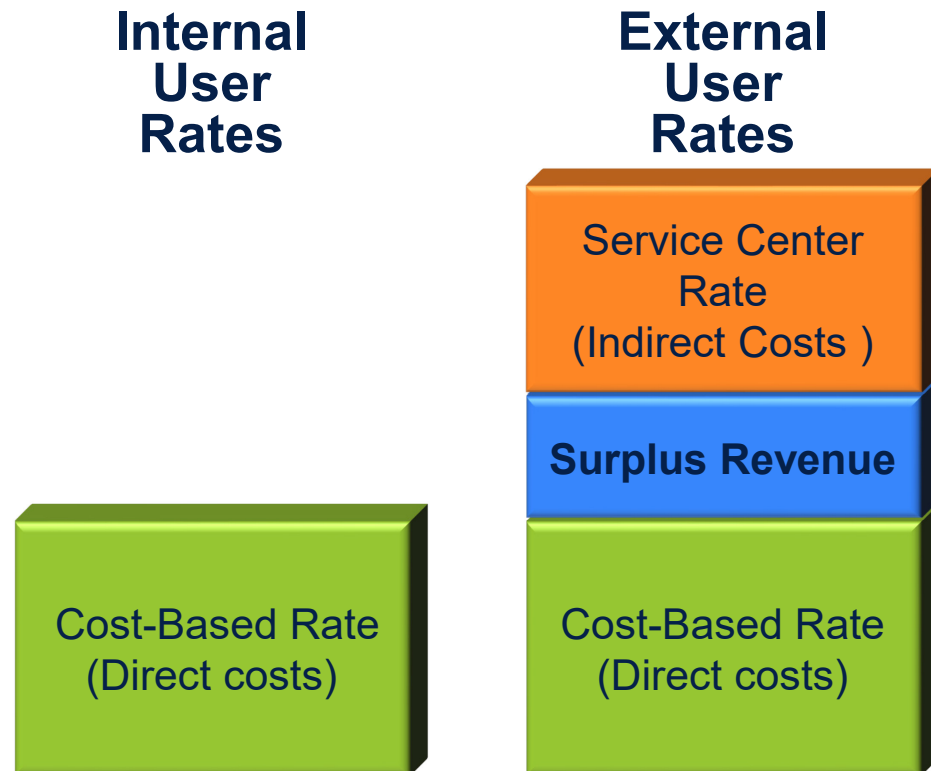 Internal
User
Rates
External
User
Rates
Service Center
Rate
(Indirect Costs )
Surplus Revenue
Cost-Based Rate
(Direct costs)
Cost-Based Rate
(Direct costs)